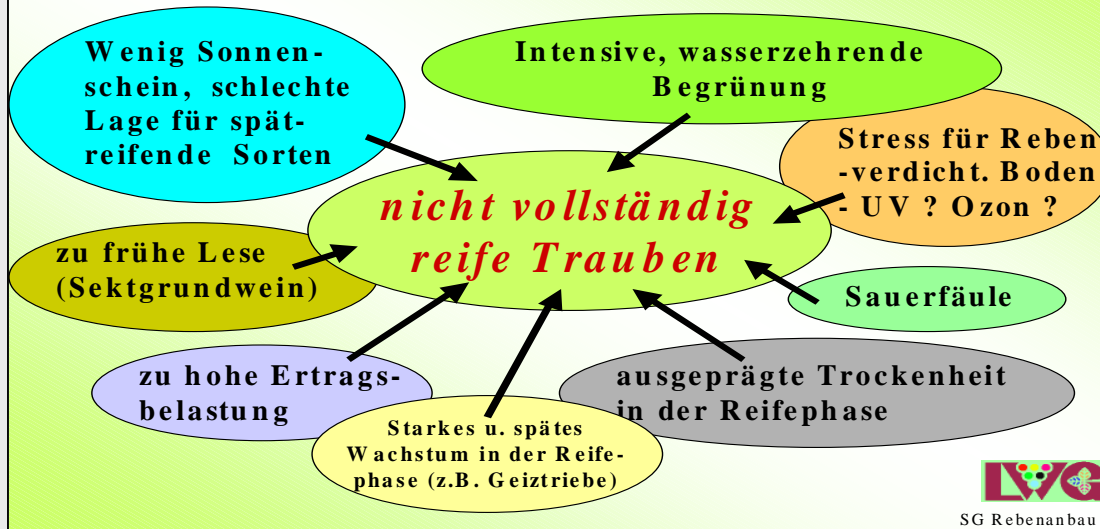 Wenig Sonnen-
schein, schlechte
Lage für spät-
reifende Sorten
Intensive, wasserzehrende
Begrünung
Stress für Reben
-verdicht. Boden
- UV ? Ozon ?
nicht vollständig
reife Trauben
zu frühe Lese
(Sektgrundwein)
Sauerfäule
zu hohe Ertrags-
belastung
ausgeprägte Trockenheit
in der Reifephase
Starkes u. spätes
Wachstum in der Reife-
phase (z.B. Geiztriebe)
LWG
SG Rebenanbau